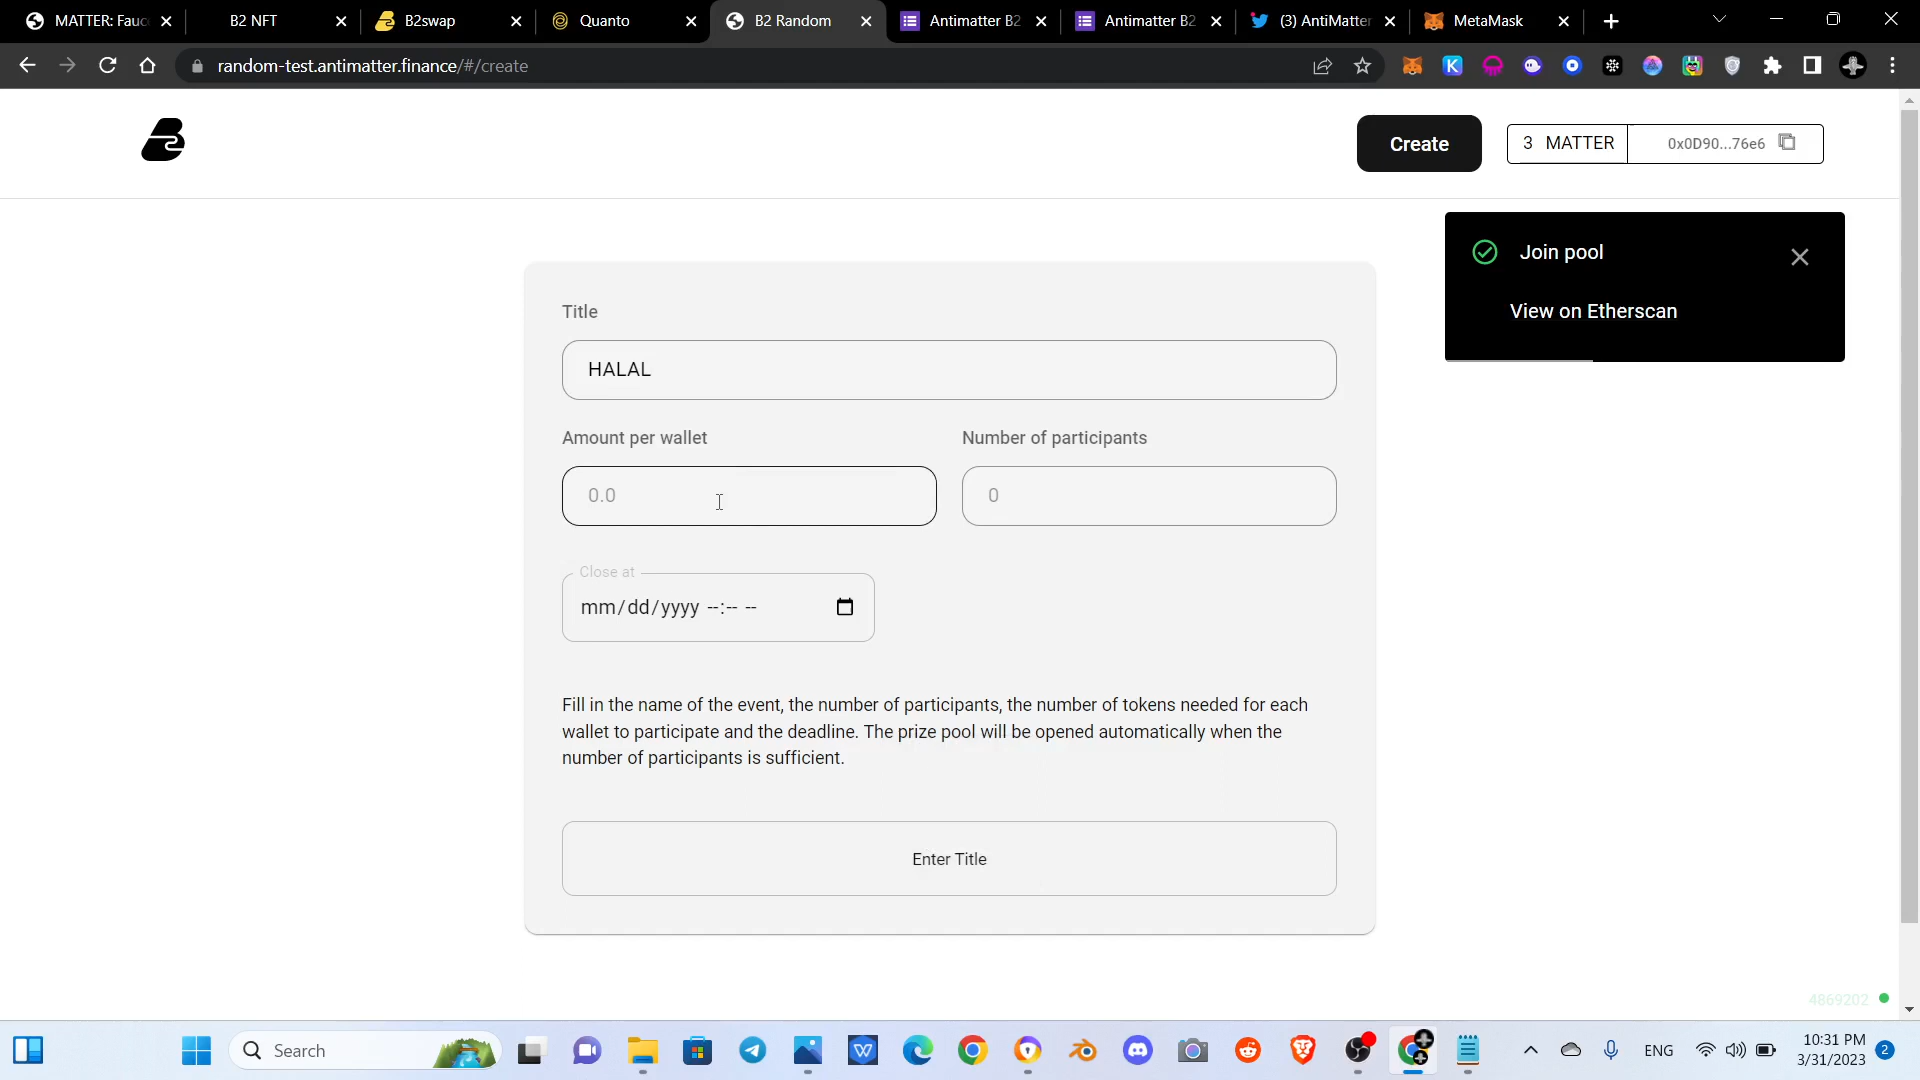 MATTER: Fauc
B2 NFT
B2swap
Quanto
B2 Random
Antimatter B2
Antimatter B2
(3) AntiMatter
MetaMask
random-test.antimatter.finance/#/create
Create
3 MATTER
0x0D90...76e6
Join pool
View on Etherscan
Title
HALAL
Amount per wallet
Number of participants
0.0
0
Close at
mm/dd/yyyy --:-- --
Fill in the name of the event, the number of participants, the number of tokens needed for each
wallet to participate and the deadline. The prize pool will be opened automatically when the
number of participants is sufficient.
Enter Title
4869202
Search
ENG
10:31 PM
3/31/2023
2